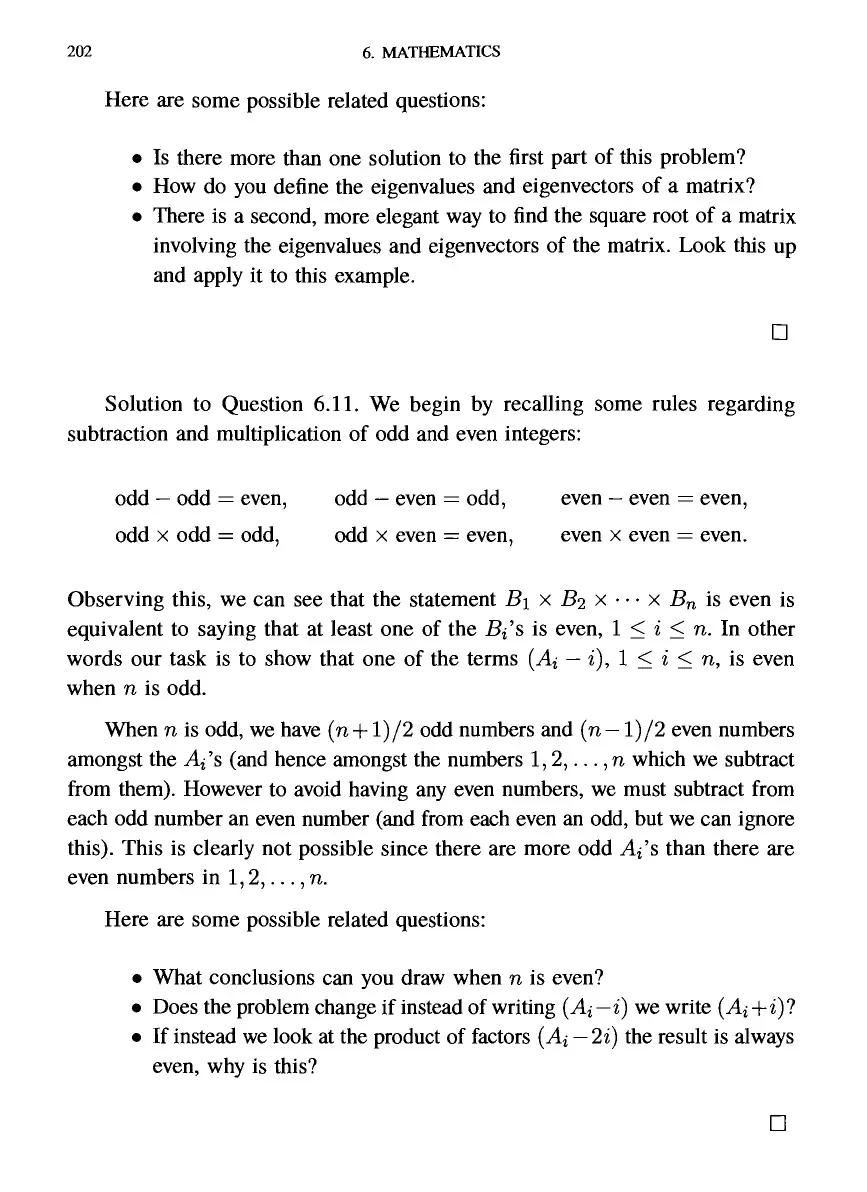 202 6. MATHEMATICS
Here are some possible related questions:
• Is there more than one solution to the first part of this problem?
• How do you define the eigenvalues and eigenvectors of a matrix?
• There is a second, more elegant way to find the square root of a matrix
involving the eigenvalues and eigenvectors of the matrix. Look this up
and apply it to this example.
□
Solution to Question 6.11. We begin by recalling some rules regarding
subtraction and multiplication of odd and even integers:
odd − odd = even, odd − even = odd, even − even = even,
odd × odd = odd, odd × even = even, even × even = even.
Observing this, we can see that the statement B₁ × B₂ × ··· × Bₙ is even is
equivalent to saying that at least one of the Bᵢ's is even, 1 ≤ i ≤ n. In other
words our task is to show that one of the terms (Aᵢ − i), 1 ≤ i ≤ n, is even
when n is odd.
When n is odd, we have (n+1)/2 odd numbers and (n−1)/2 even numbers
amongst the Aᵢ's (and hence amongst the numbers 1, 2, . . . , n which we subtract
from them). However to avoid having any even numbers, we must subtract from
each odd number an even number (and from each even an odd, but we can ignore
this). This is clearly not possible since there are more odd Aᵢ's than there are
even numbers in 1, 2, . . . , n.
Here are some possible related questions:
• What conclusions can you draw when n is even?
• Does the problem change if instead of writing (Aᵢ−i) we write (Aᵢ+i)?
• If instead we look at the product of factors (Aᵢ−2i) the result is always
even, why is this?
□